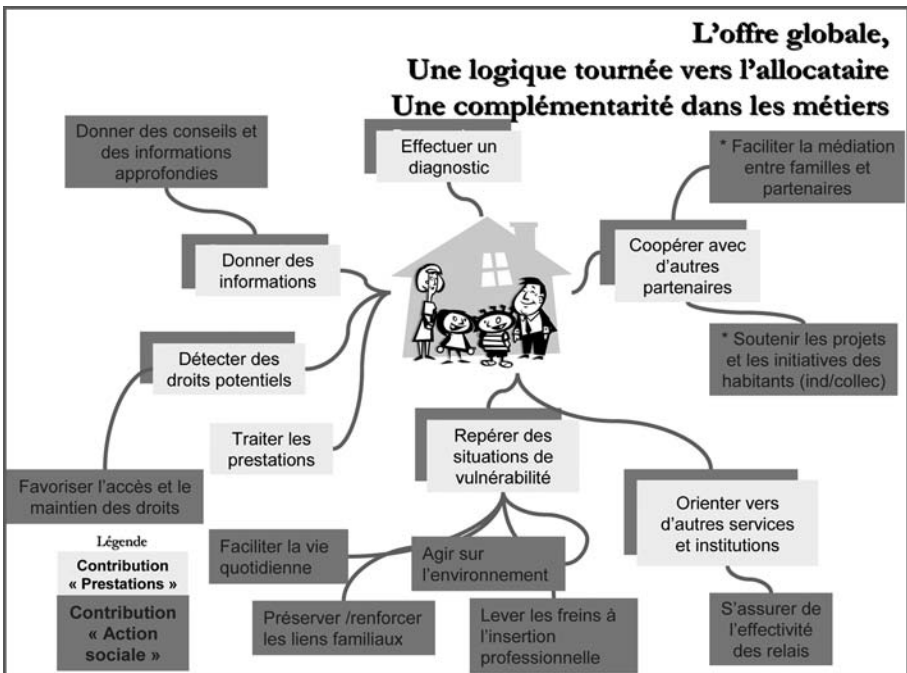 L'offre globale,
Une logique tournée vers l'allocataire
Une complémentarité dans les métiers
Donner des conseils et
des informations
approfondies
Effectuer un
diagnostic
* Faciliter la médiation
entre familles et
partenaires
Donner des
informations
Coopérer avec
d'autres
partenaires
Détecter des
droits potentiels
* Soutenir les projets
et les initiatives des
habitants (ind/collec)
Traiter les
prestations
Repérer des
situations de
vulnérabilité
Favoriser l'accès et le
maintien des droits
Orienter vers
d'autres services
et institutions
Légende
Contribution
« Prestations »
Contribution
« Action
sociale »
Faciliter la vie
quotidienne
Agir sur
l'environnement
Préserver /renforcer
les liens familiaux
Lever les freins à
l'insertion
professionnelle
S'assurer de
l'effectivité
des relais